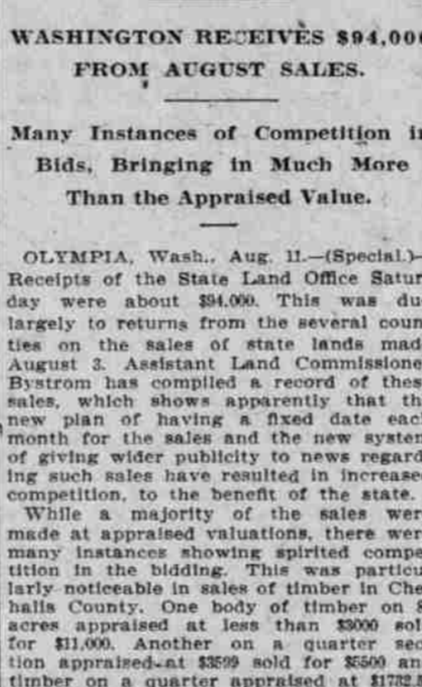 WASHINGTON RECEIVES $94,000
FROM AUGUST SALES.
Many Instances of Competition in
Bids, Bringing in Much More
Than the Appraised Value.
OLYMPIA, Wash., Aug. 11.—(Special.)—
Receipts of the State Land Office Satur
day were about $94,000. This was du
largely to returns from the several coun
ties on the sales of state lands mad
August 3. Assistant Land Commissione
Bystrom has compiled a record of thes
sales, which shows apparently that th
new plan of having a fixed date eac
month for the sales and the new system
of giving wider publicity to news regard
ing such sales have resulted in increase
competition, to the benefit of the state.
While a majority of the sales wer
made at appraised valuations, there wer
many instances showing spirited compe
tition in the bidding. This was particu
larly noticeable in sales of timber in Che
halis County. One body of timber on
acres appraised at less than $3000 sol
for $11,000. Another on a quarter sec
tion appraised at $3599 sold for $5500 an
timber on a quarter appraised at $1732.